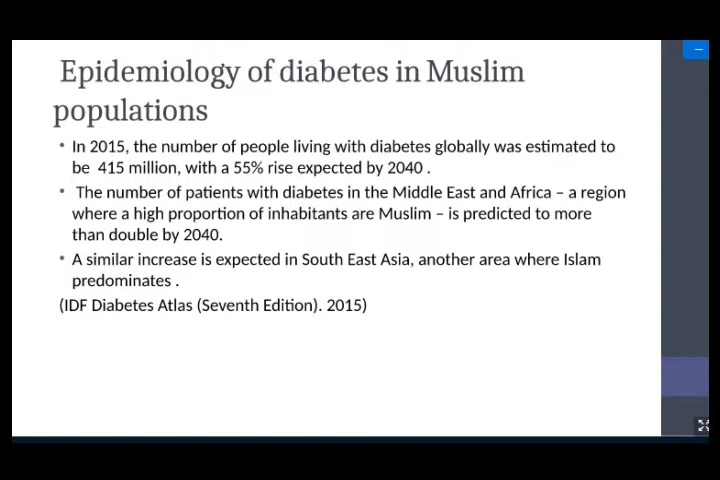 Epidemiology of diabetes in Muslim
populations
• In 2015, the number of people living with diabetes globally was estimated to
be 415 million, with a 55% rise expected by 2040 .
• The number of patients with diabetes in the Middle East and Africa – a region
where a high proportion of inhabitants are Muslim – is predicted to more
than double by 2040.
• A similar increase is expected in South East Asia, another area where Islam
predominates .
(IDF Diabetes Atlas (Seventh Edition). 2015)